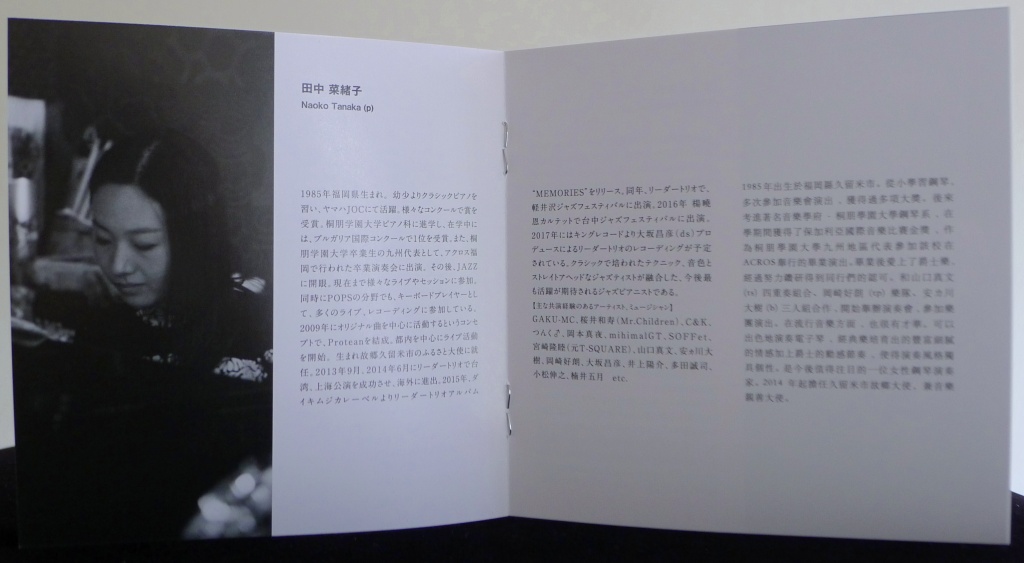 田中 菜緒子
Naoko Tanaka (p)
1985年福岡県生まれ。幼少よりクラシックピアノを
習い、ヤマハJOCにて活躍。様々なコンクールで賞を
受賞。桐朋学園大学ピアノ科に進学し、在学中に
は、ブルガリア国際コンクールで1位を受賞。また、桐
朋学園大学卒業生の九州代表として、アクロス福
岡で行われた卒業演奏会に出演。その後、JAZZ
に開眼。現在まで様々なライブやセッションに参加。
同時にPOPSの分野でも、キーボードプレイヤーとし
て、多くのライブ、レコーディングに参加している。
2009年にオリジナル曲を中心に活動するというコンセ
プトで、Proteanを結成。都内を中心にライブ活動
を開始。生まれ故郷久留米市のふるさと大使に就
任。2013年9月、2014年6月にリーダートリオで台
湾、上海公演を成功させ、海外に進出。2015年、ダ
イキムジカレーベルよりリーダートリオアルバム
"MEMORIES"をリリース。同年、リーダートリオで、
軽井沢ジャズフェスティバルに出演。2016年 楊曉
恩カルテットで台中ジャズフェスティバルに出演。
2017年にはキングレコードより大坂昌彦(ds)プロ
デュースによるリーダートリオのレコーディングが予定
されている。クラシックで培われたテクニック、音色と
ストレイトアヘッドなジャズティストが融合した、今後最
も活躍が期待されるジャズピアニストである。
【主な共演経験のあるアーティスト、ミュージシャン】
GAKU-MC、桜井和寿(Mr.Children)、C&K、
つんく♂、岡本真夜、mihimalGT、SOFFet、
宮崎隆睦(元T-SQUARE)、山口真文、安ヵ川大
樹、岡崎好朗、大坂昌彦、井上陽介、多田誠司、
小松伸之、楠井五月 etc.
1985年出生於福岡縣久留米市。從小學習鋼琴。
多次參加音樂會演出、獲得過多項大獎。後來
考進著名音樂學府、桐朋學園大學鋼琴系。在
學期間獲得了保加利亞國際音樂比賽金獎、作
為桐朋學園大學九州地區代表參加該校在
ACROS舉行的畢業演出。畢業後愛上了爵士樂。
經過努力鑽研得到同行們的認可。和山口真文
(ts) 四重奏組合、岡崎好朗 (tp) 樂隊、安カ川
大樹 (b) 三人組合作、開始舉辦演奏會、參加樂
團演出。在流行音樂方面、也很有才華。可以
出色地演奏電子琴、經典樂培育出的豐富細膩
的情感加上爵士的動感節奏、使得演奏風格獨
具個性。是今後值得注目的一位女性鋼琴演奏
家。2014 年起擔任久留米市故鄉大使、兼音樂
親善大使。